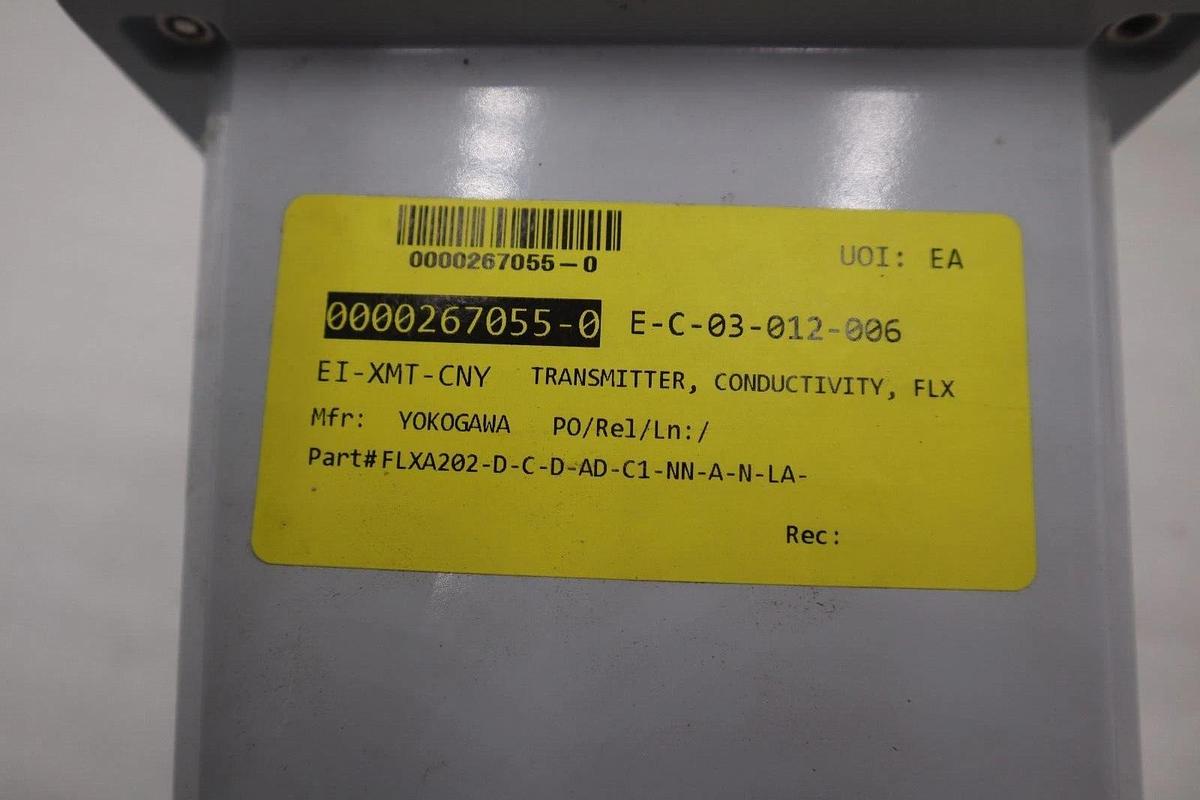 0000267055-0
UOI: EA
0000267055-0 E-C-03-012-006
EI-XMT-CNY TRANSMITTER, CONDUCTIVITY, FLX
Mfr: YOKOGAWA PO/Rel/Ln:/
Part#FLXA202-D-C-D-AD-C1-NN-A-N-LA-
Rec: